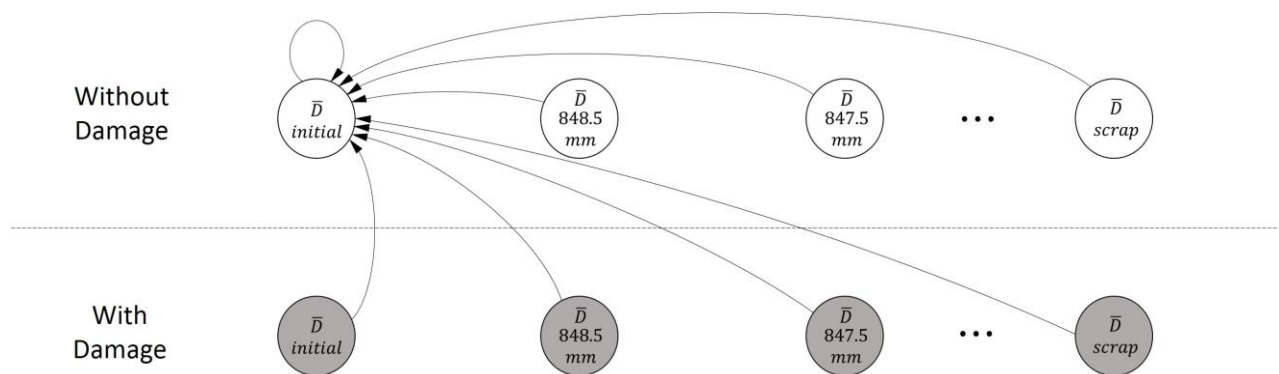 Without
Damage
D̅
initial
D̅
848.5
mm
D̅
847.5
mm
•••
D̅
scrap
With
Damage
D̅
initial
D̅
848.5
mm
D̅
847.5
mm
•••
D̅
scrap